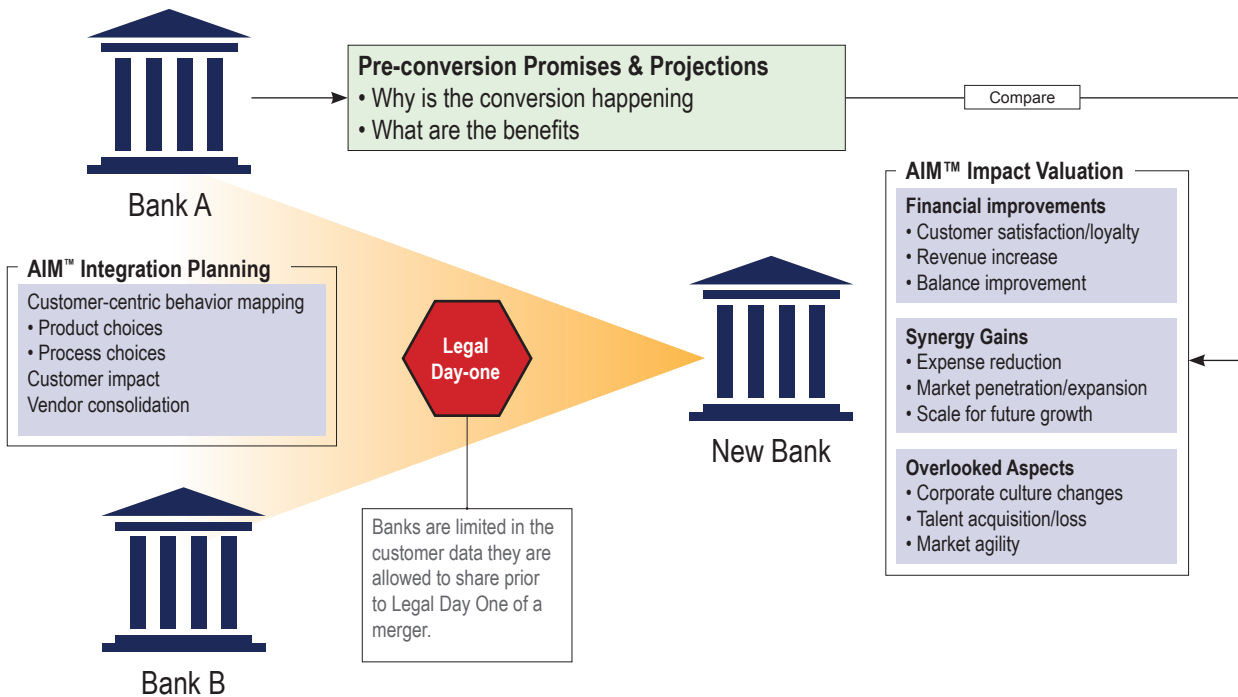 Pre-conversion Promises & Projections
• Why is the conversion happening
• What are the benefits
Compare
Bank A
AIM™ Integration Planning
Customer-centric behavior mapping
• Product choices
• Process choices
Customer impact
Vendor consolidation
Legal
Day-one
Banks are limited in the
customer data they are
allowed to share prior
to Legal Day One of a
merger.
Bank B
New Bank
AIM™ Impact Valuation
Financial improvements
• Customer satisfaction/loyalty
• Revenue increase
• Balance improvement
Synergy Gains
• Expense reduction
• Market penetration/expansion
• Scale for future growth
Overlooked Aspects
• Corporate culture changes
• Talent acquisition/loss
• Market agility